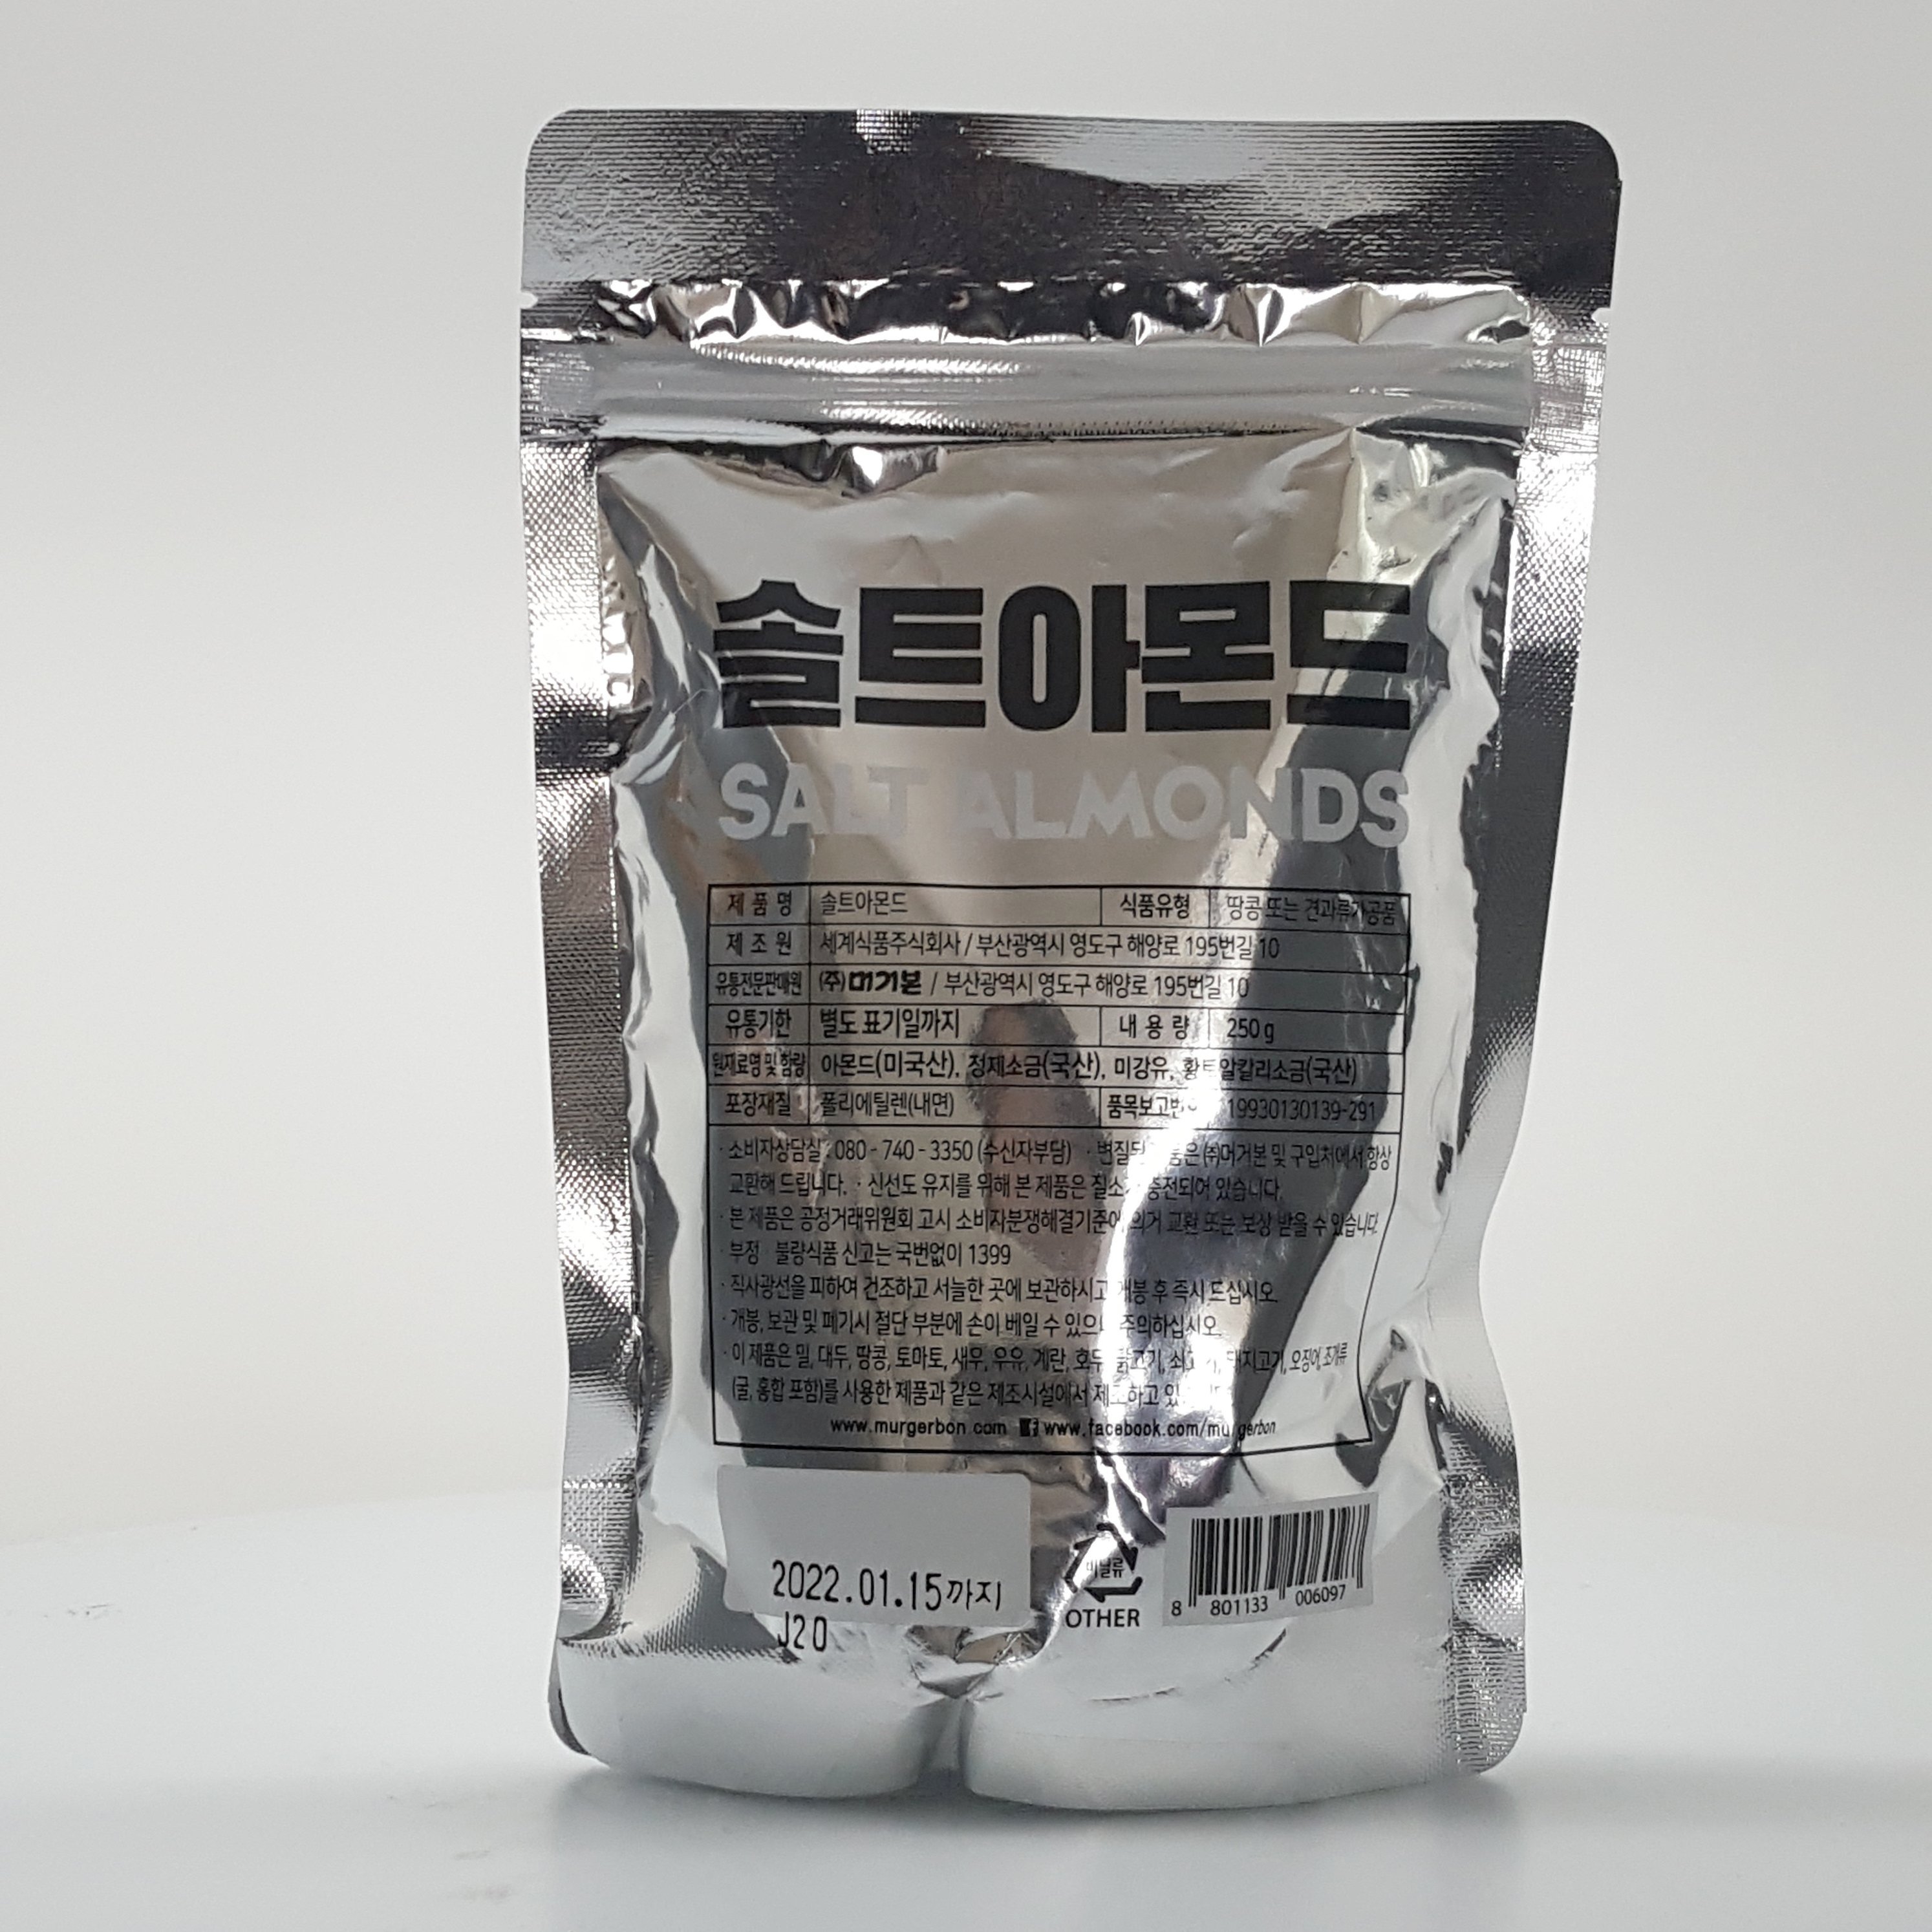 솔트아몬드
SALT ALMONDS
제 품 명 솔트아몬드 식품유형 땅콩 또는 견과류가공품
제 조 원 세계식품주식회사 / 부산광역시 영도구 해양로 195번길 10
유통전문판매원 (주)머거본 / 부산광역시 영도구 해양로 195번길 10
유통기한 별도 표기일까지 내 용 량 250 g
원재료명 및 함량 아몬드(미국산), 정제소금(국산), 미강유, 황토알칼리소금(국산)
포장재질 폴리에틸렌(내면) 19930130139-291
· 소비자상담실 : 080 - 740 - 3350 (수신자부담) · ㈜머거본 및 구입처에서 항상
교환해 드립니다. · 신선도 유지를 위해 본 제품은 충전되어 있습니다.
· 본 제품은 공정거래위원회 고시 소비자분쟁해결기준에 의거 교환 또는 보상 받을 수 있습니다.
· 부정 · 불량식품 신고는 국번없이 1399
· 직사광선을 피하여 건조하고 서늘한 곳에 보관하시고 개봉 후 즉시 드십시오.
· 개봉, 보관 및 폐기시 절단 부분에 손이 베일 수 있으니 주의하십시오.
· 이 제품은 밀, 대두, 땅콩, 토마토, 새우, 우유, 계란, 호두, 닭고기, 쇠고기, 돼지고기, 오징어, 조개류
(굴, 홍합 포함)를 사용한 제품과 같은 제조시설에서 제조하고
www.murgerbon.com f www.facebook.com/murgerbon
2022.01.15까지
J20
비닐류
OTHER
8 801133 006097